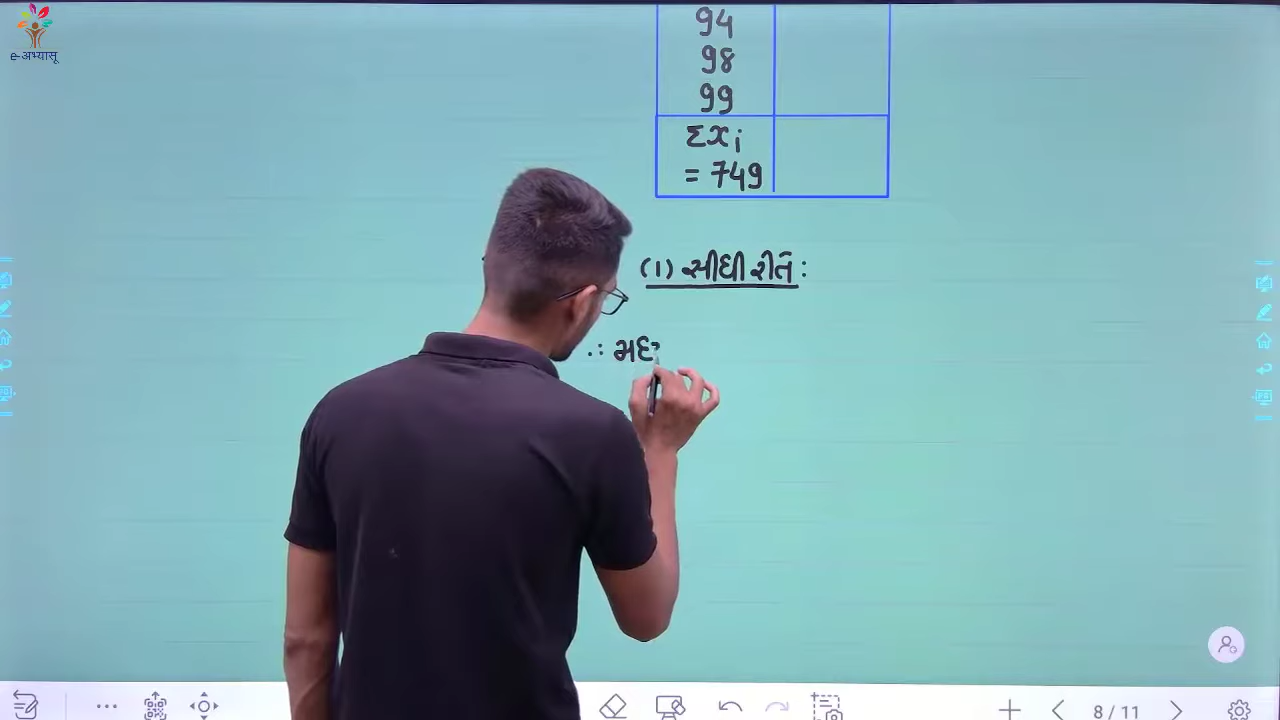 e-अभ्यासू
94
98
99
Σxᵢ
= 749
(1) સીધી રીત :
∴ મધ્ય
8 / 11